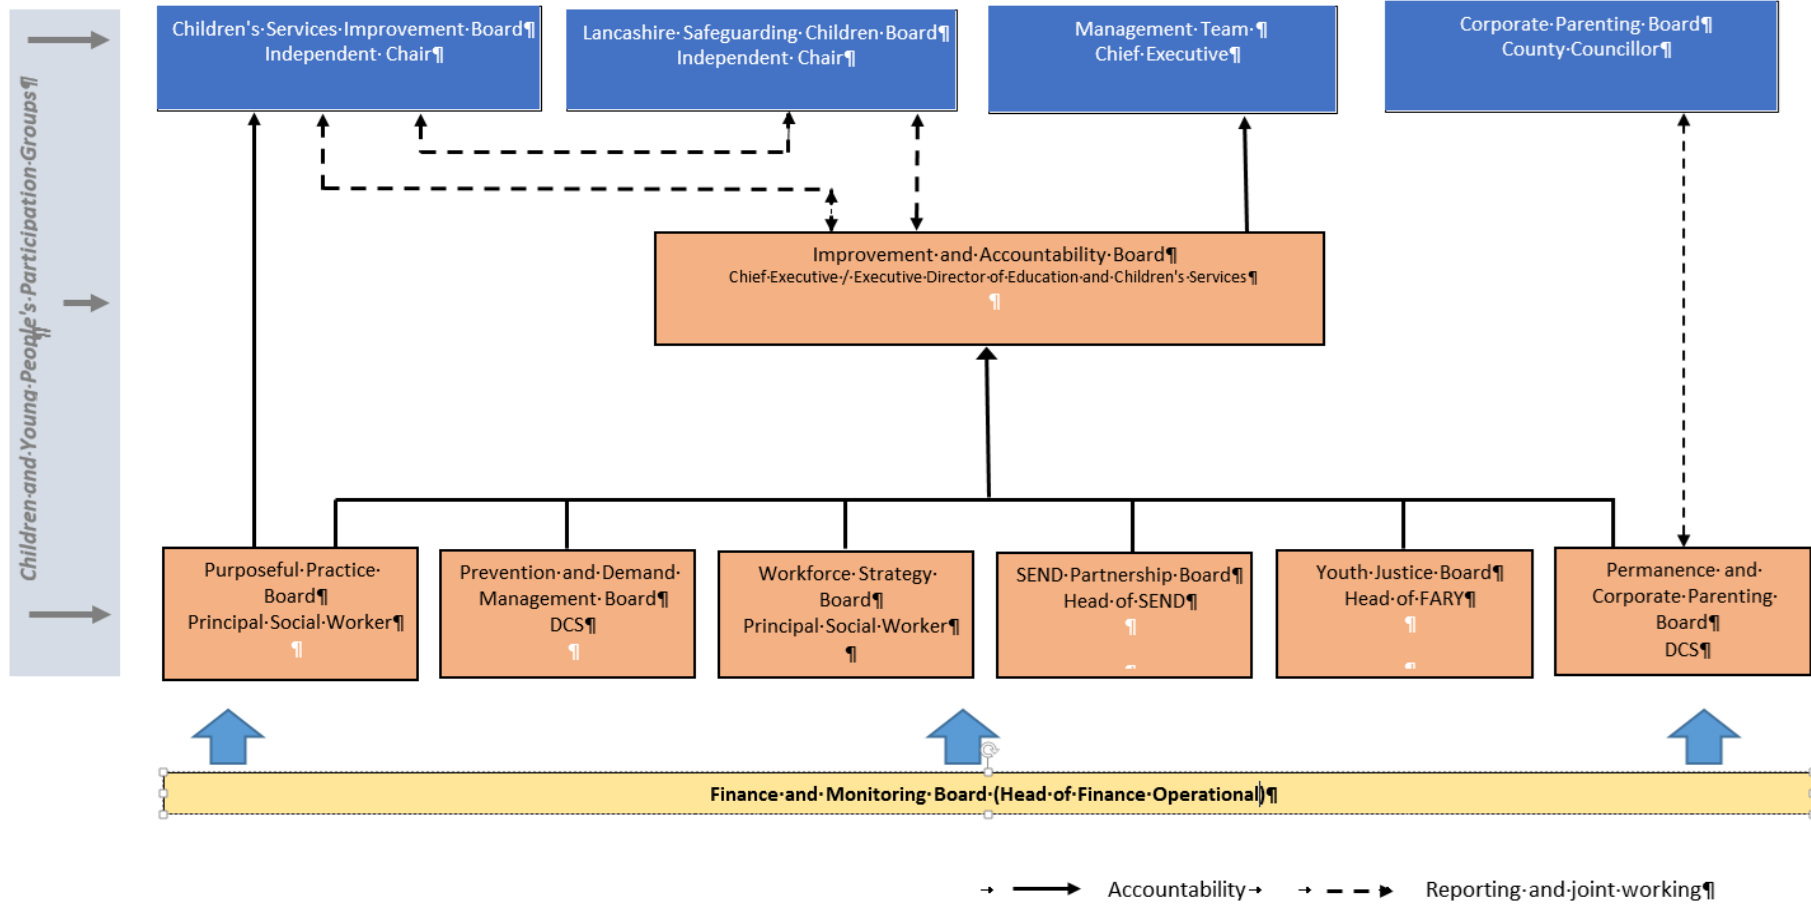 Children's·Services·Improvement·Board¶
Independent·Chair¶
Lancashire·Safeguarding·Children·Board¶
Independent·Chair¶
Management·Team·¶
Chief·Executive¶
Corporate·Parenting·Board¶
County·Councillor¶
Children·and·Young·People's·Participation·Groups¶
¶
Improvement·and·Accountability·Board¶
Chief·Executive·/·Executive·Director·of·Education·and·Children's·Services¶
¶
Purposeful·Practice·
Board¶
Principal·Social·Worker¶
¶
Prevention·and·Demand·
Management·Board¶
DCS¶
¶
Workforce·Strategy·
Board¶
Principal·Social·Worker¶
¶
SEND·Partnership·Board¶
Head·of·SEND¶
¶
¶
Youth·Justice·Board¶
Head·of·FARY¶
¶
¶
Permanence·and·
Corporate·Parenting·
Board¶
DCS¶
Finance·and·Monitoring·Board·(Head·of·Finance·Operational)¶
→ Accountability→ → Reporting·and·joint·working¶